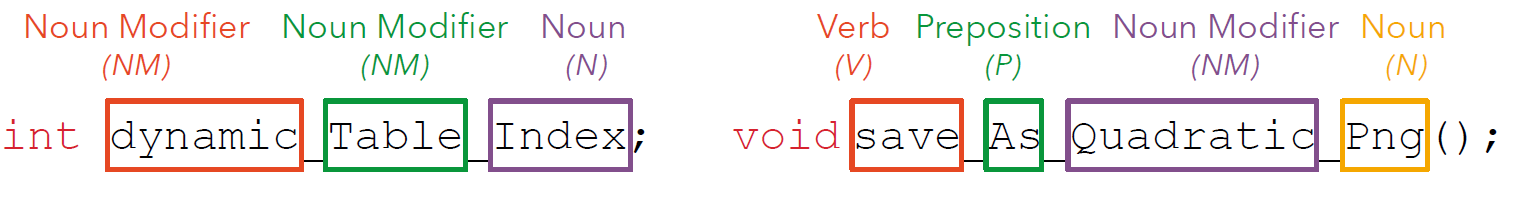 Noun Modifier Noun Modifier Noun Verb Preposition Noun Modifier Noun
(NM) (NM) (N) (V) (P) (NM) (N)
int dynamic_Table_Index; void save_As_Quadratic_Png();